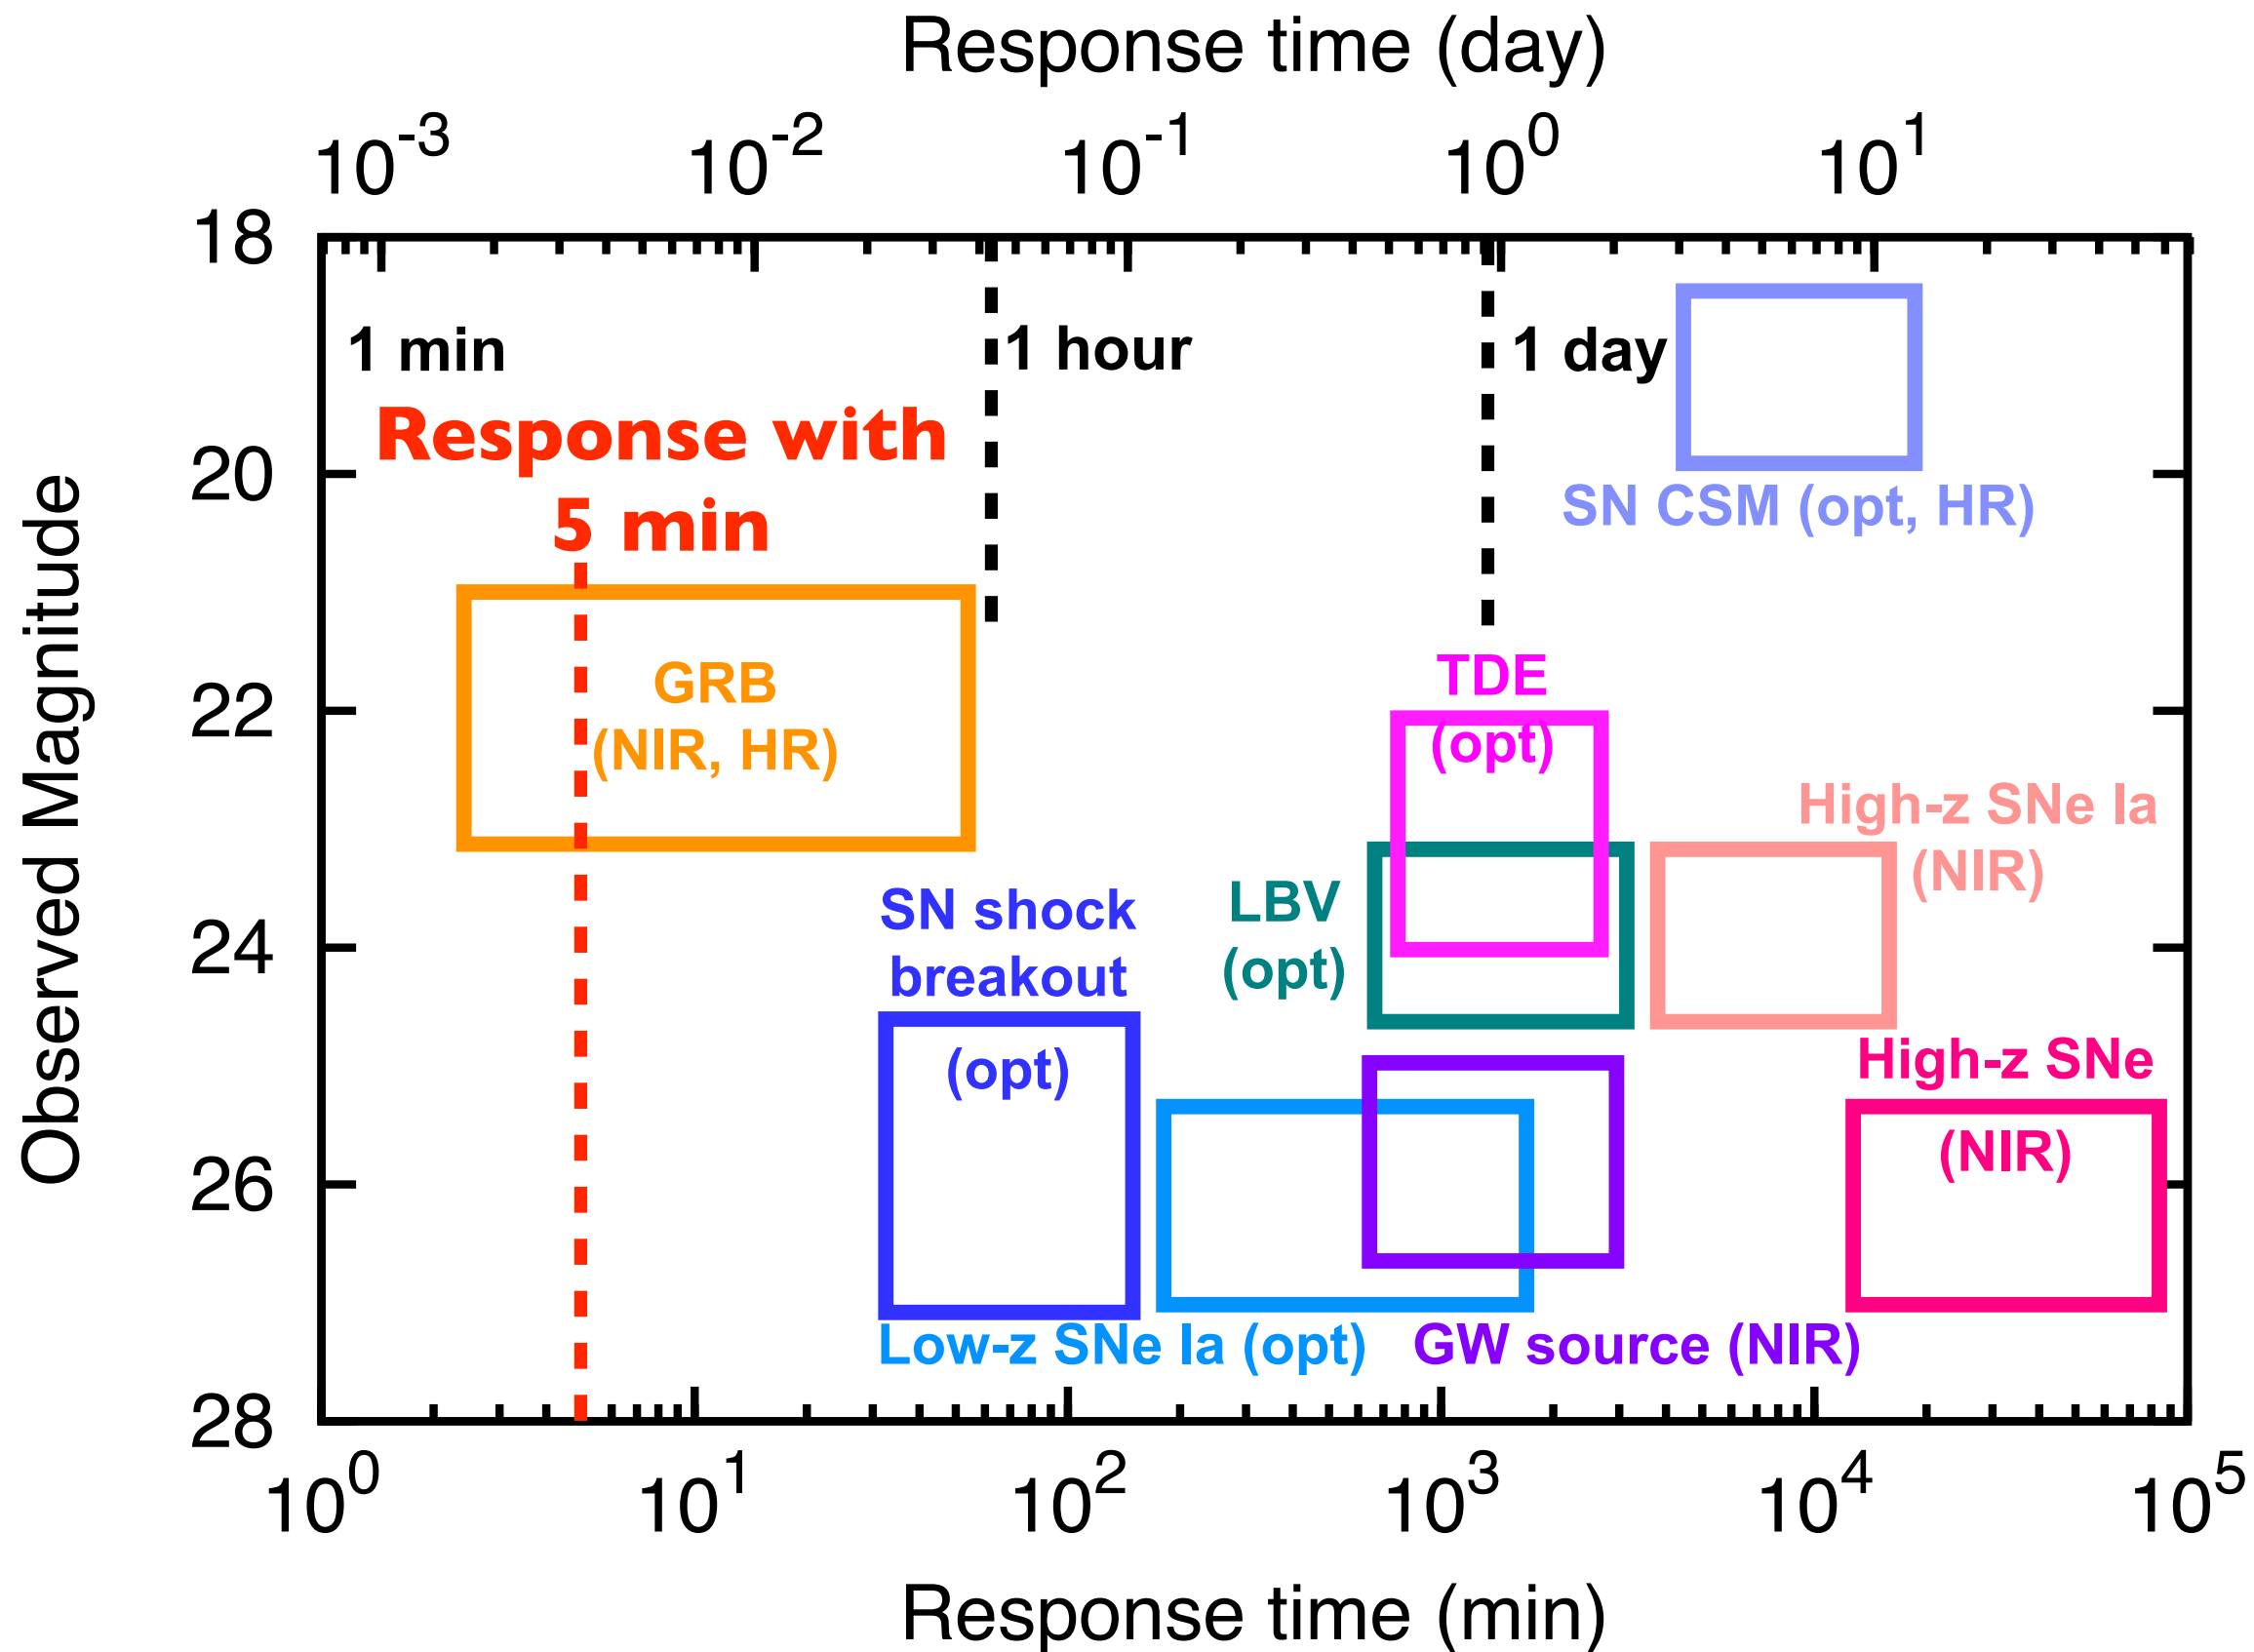 Response time (day)
10-3 10-2 10-1 100 101
18
20
22
24
26
28
Observed Magnitude
1 min
1 hour
1 day
Response with
5 min
SN CSM (opt, HR)
GRB
(NIR, HR)
TDE
(opt)
High-z SNe Ia
(NIR)
SN shock
breakout
(opt)
LBV
(opt)
High-z SNe
(NIR)
Low-z SNe Ia (opt)
GW source (NIR)
100 101 102 103 104 105
Response time (min)